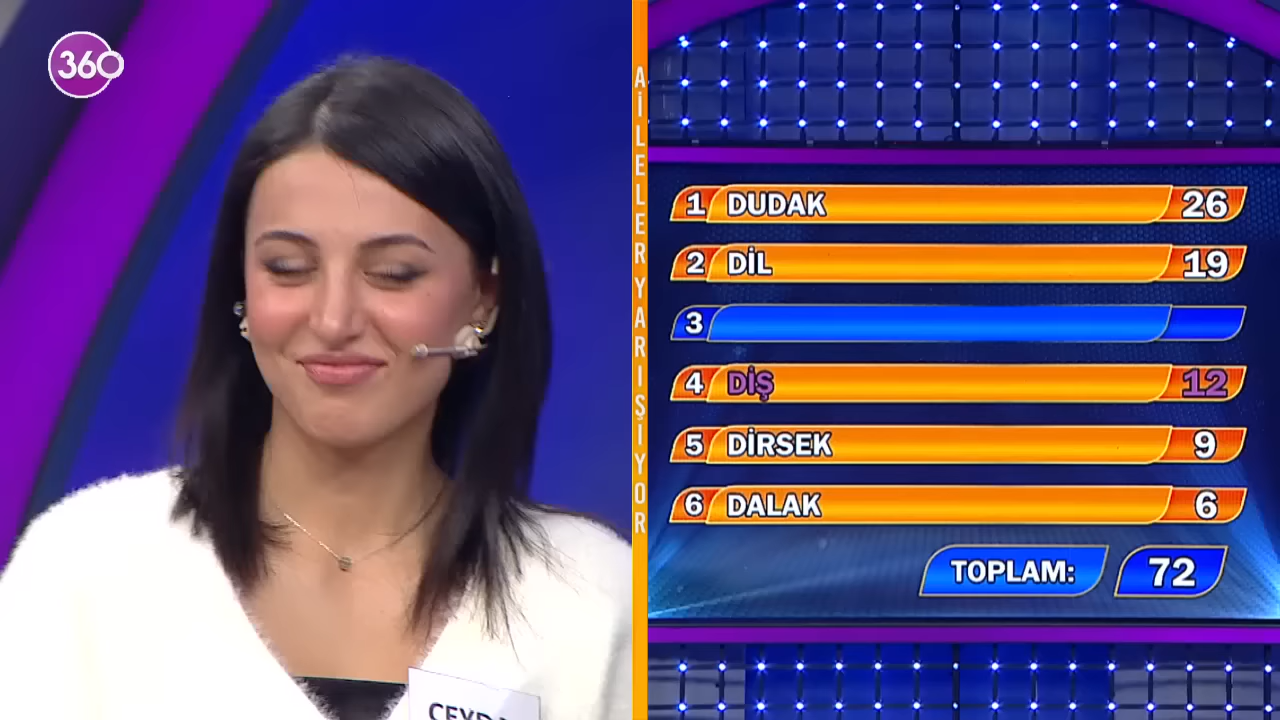 360
AİLELER YARIŞIYOR
1 DUDAK 26
2 DİL 19
3
4 DİŞ 12
5 DİRSEK 9
6 DALAK 6
TOPLAM: 72